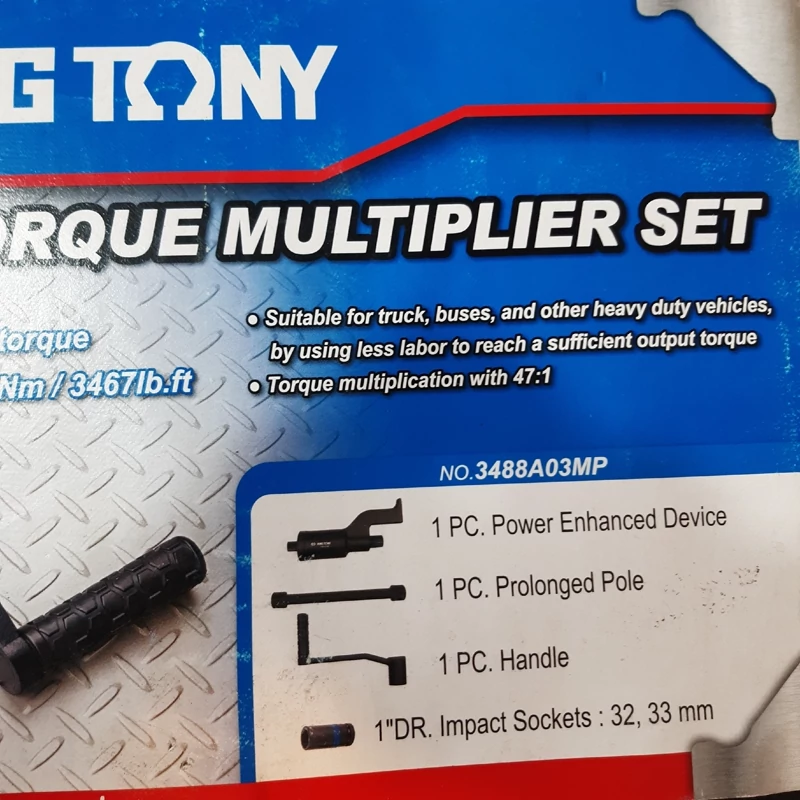 G TONY
ORQUE MULTIPLIER SET
torque
Nm / 3467lb.ft
• Suitable for truck, buses, and other heavy duty vehicles,
by using less labor to reach a sufficient output torque
• Torque multiplication with 47:1
NO.3488A03MP
1 PC. Power Enhanced Device
1 PC. Prolonged Pole
1 PC. Handle
1"DR. Impact Sockets : 32, 33 mm